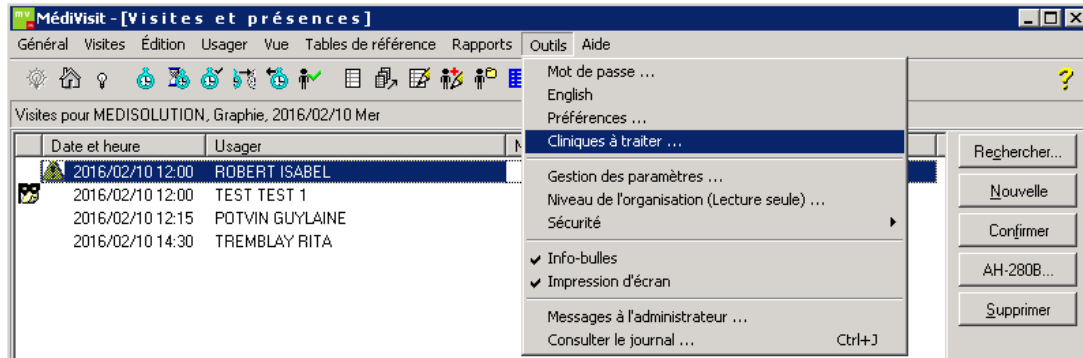 mv MédiVisit - [Visites et présences]
Général Visites Édition Usager Vue Tables de référence Rapports Outils Aide
Visites pour MEDISOLUTION, Graphie, 2016/02/10 Mer
Date et heure Usager
2016/02/10 12:00 ROBERT ISABEL
2016/02/10 12:00 TEST TEST 1
2016/02/10 12:15 POTVIN GUYLAINE
2016/02/10 14:30 TREMBLAY RITA
Mot de passe ...
English
Préférences ...
Cliniques à traiter ...
Gestion des paramètres ...
Niveau de l'organisation (Lecture seule) ...
Sécurité
Info-bulles
Impression d'écran
Messages à l'administrateur ...
Consulter le journal ... Ctrl+J
?
Rechercher...
Nouvelle
Confirmer
AH-280B...
Supprimer